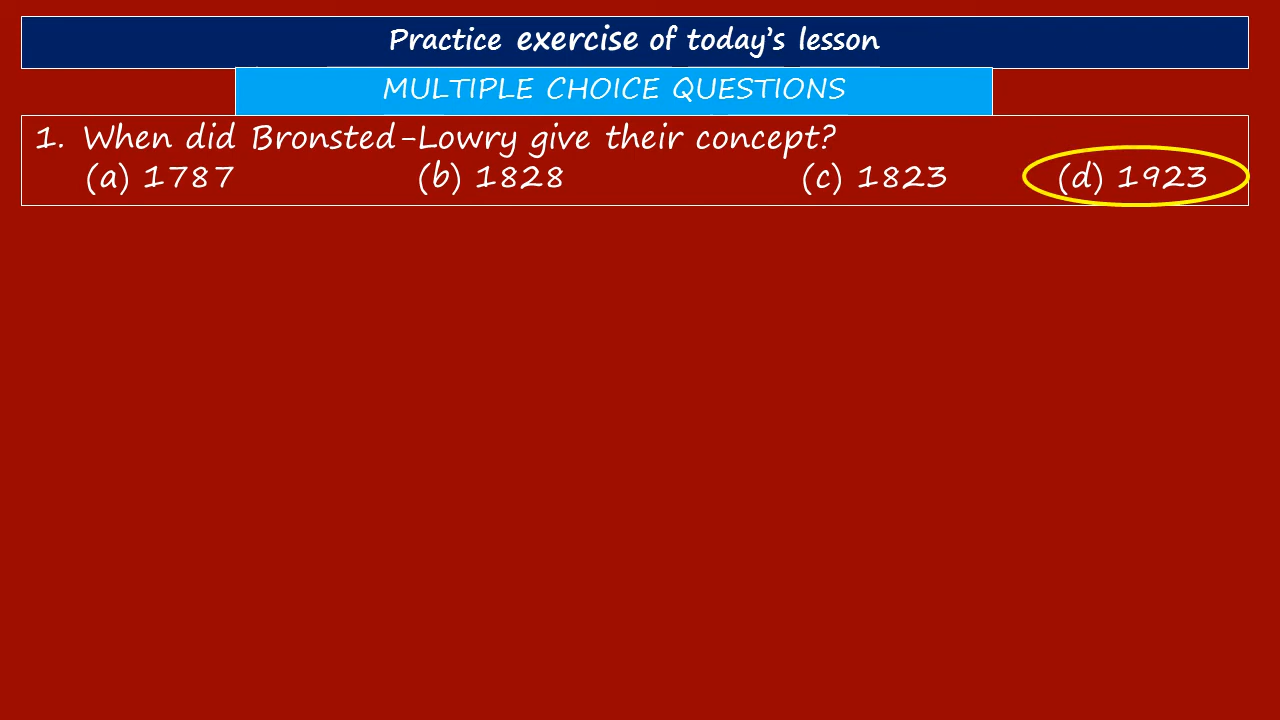 Practice exercise of today's lesson
MULTIPLE CHOICE QUESTIONS
1. When did Bronsted-Lowry give their concept?
(a) 1787 (b) 1828 (c) 1823 (d) 1923